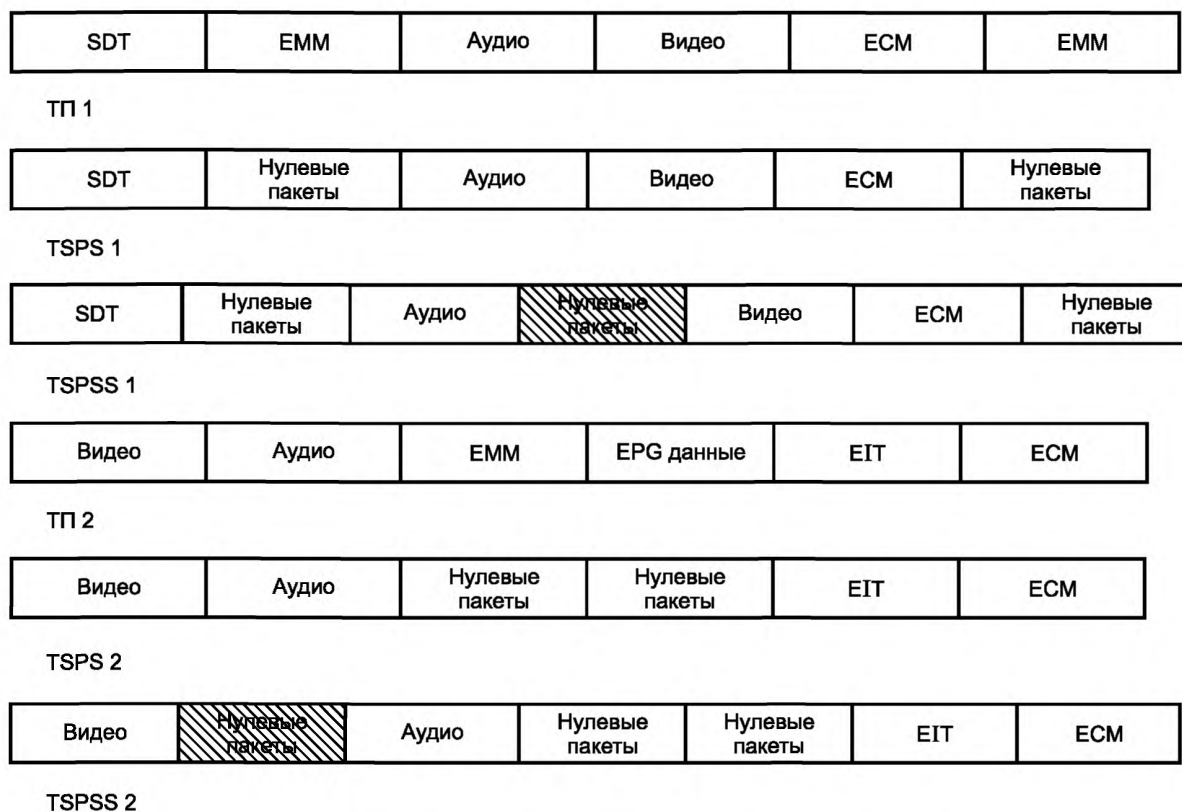 SDT EMM Аудио Видео ECM EMM
ТП 1
SDT Нулевые пакеты Аудио Видео ECM Нулевые пакеты
TSPS 1
SDT Нулевые пакеты Аудио Нулевые пакеты Видео ECM Нулевые пакеты
TSPSS 1
Видео Аудио EMM EPG данные EIT ECM
ТП 2
Видео Аудио Нулевые пакеты Нулевые пакеты EIT ECM
TSPS 2
Видео Нулевые пакеты Аудио Нулевые пакеты Нулевые пакеты EIT ECM
TSPSS 2